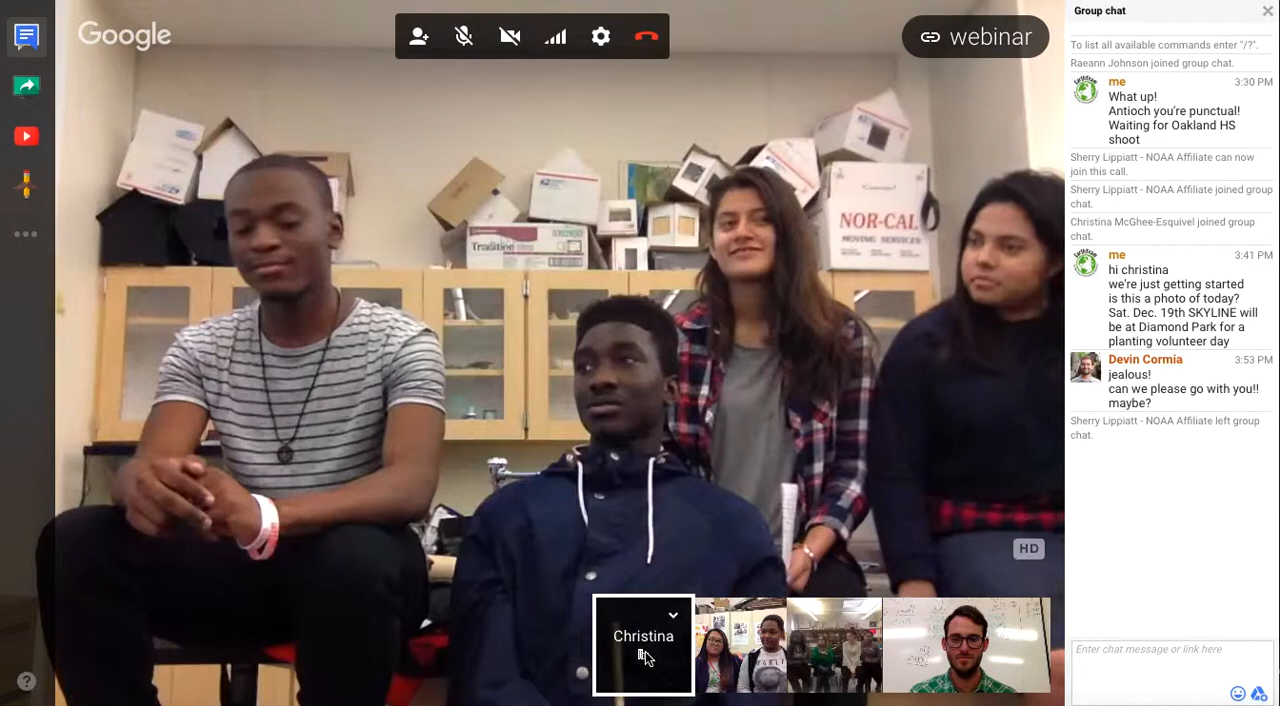 Google
webinar
Tradition
NOR-CAL
MOVING SERVICES
HD
Christina
?
Group chat
To list all available commands enter "/?".
Raeann Johnson joined group chat.
me 3:30 PM
What up!
Antioch you're punctual!
Waiting for Oakland HS
shoot
Sherry Lippiatt - NOAA Affiliate can now
join this call.
Sherry Lippiatt - NOAA Affiliate joined group
chat.
Christina McGhee-Esquivel joined group
chat.
me 3:41 PM
hi christina
we're just getting started
is this a photo of today?
Sat. Dec. 19th SKYLINE will
be at Diamond Park for a
planting volunteer day
Devin Cormia 3:53 PM
jealous!
can we please go with you!!
maybe?
Sherry Lippiatt - NOAA Affiliate left group
chat.
Enter chat message or link here